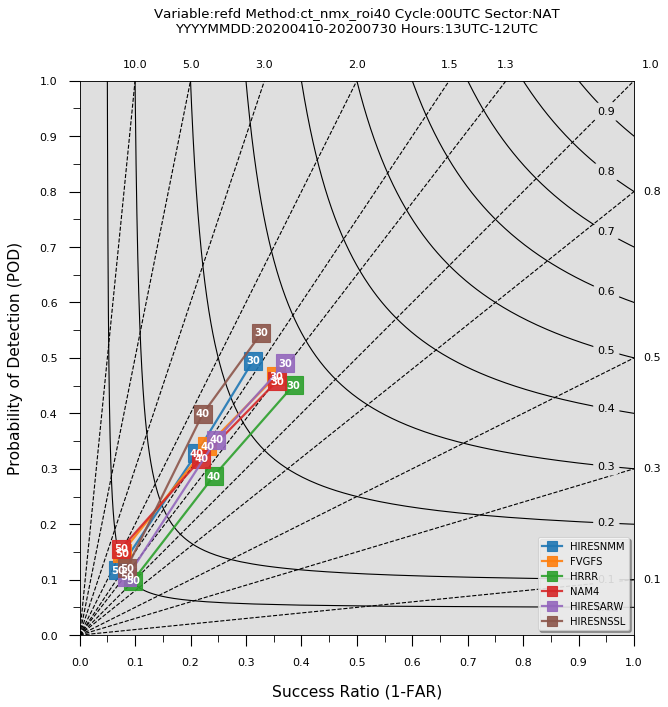 Variable:refd Method:ct_nmx_roi40 Cycle:00UTC Sector:NAT
YYYYMMDD:20200410-20200730 Hours:13UTC-12UTC
10.0 5.0 3.0 2.0 1.5 1.3 1.0
1.0
0.9 0.9
0.8 0.8 0.8
0.7 0.7
0.6 0.6
0.5 0.5 0.5
0.4 0.4
0.3 0.3 0.3
0.2 0.2
0.1 0.1 0.1
0.0
30
30 30
30
30 30
40
40 40
40 40
40
50
50
50 50
50 50
HIRESNMM
FVGFS
HRRR
NAM4
HIRESARW
HIRESNSSL
0.0 0.1 0.2 0.3 0.4 0.5 0.6 0.7 0.8 0.9 1.0
Success Ratio (1-FAR)
Probability of Detection (POD)